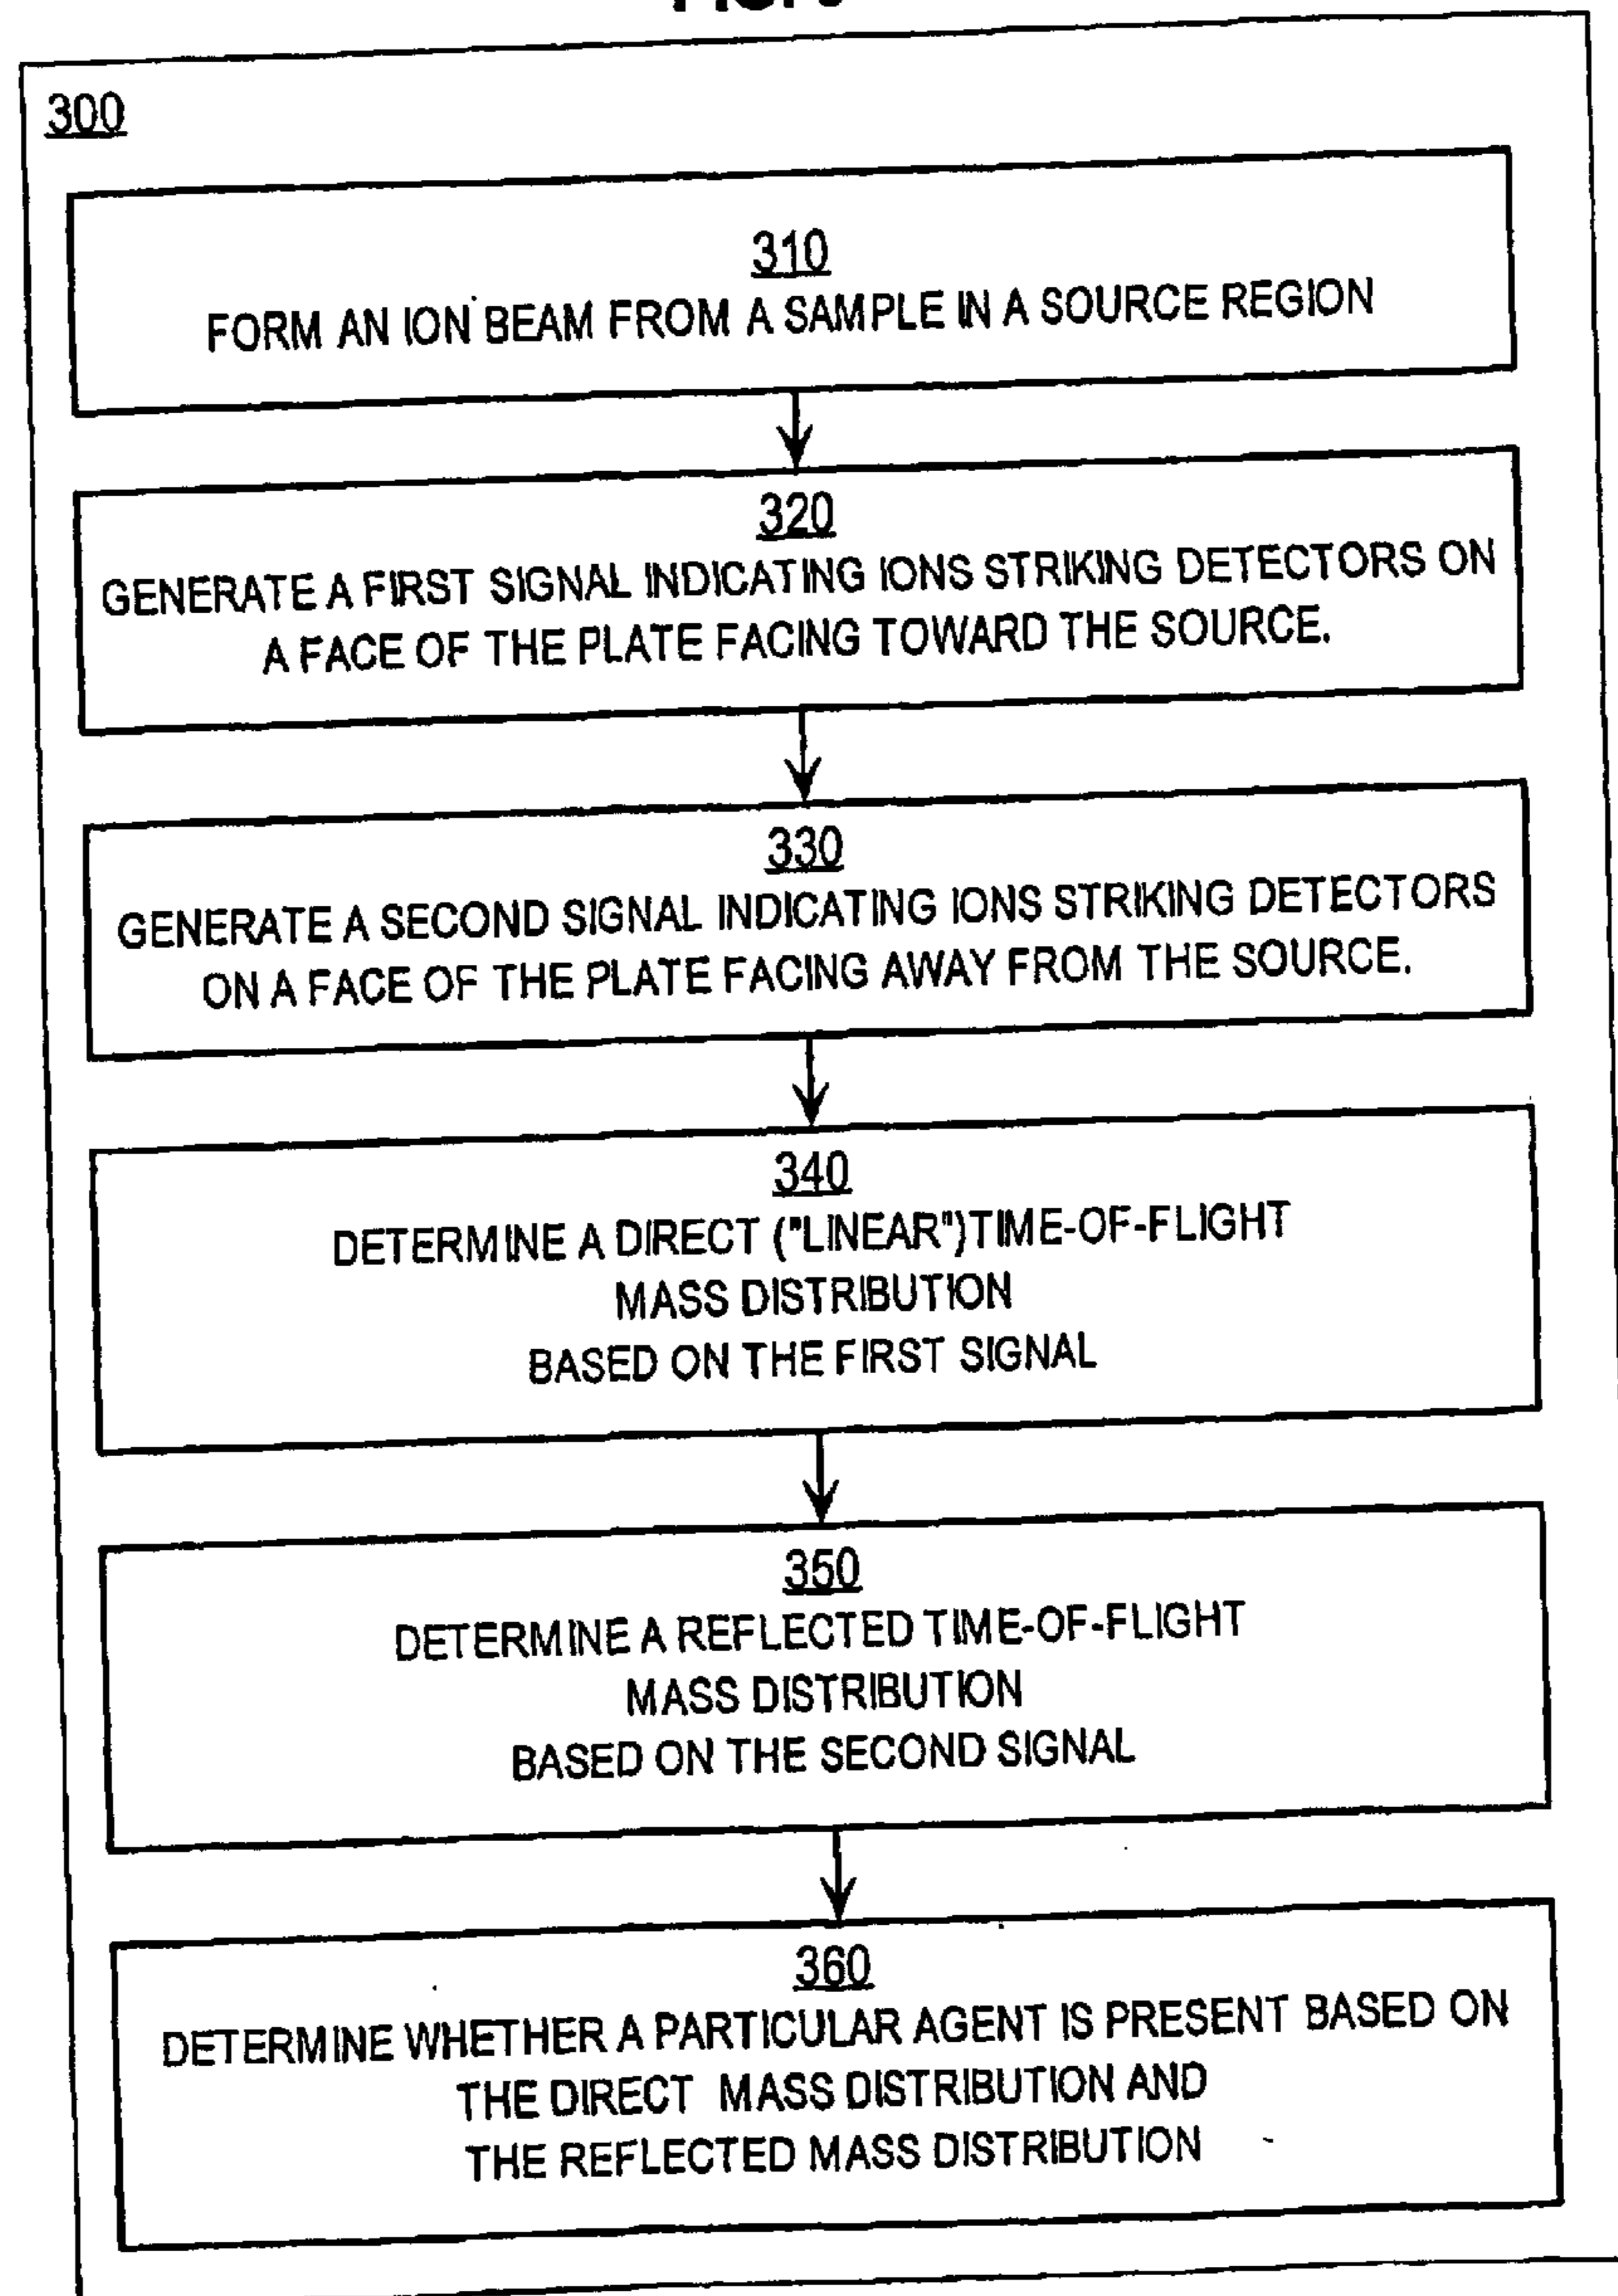 300
310
FORM AN ION BEAM FROM A SAMPLE IN A SOURCE REGION
320
GENERATE A FIRST SIGNAL INDICATING IONS STRIKING DETECTORS ON
A FACE OF THE PLATE FACING TOWARD THE SOURCE.
330
GENERATE A SECOND SIGNAL INDICATING IONS STRIKING DETECTORS
ON A FACE OF THE PLATE FACING AWAY FROM THE SOURCE.
340
DETERMINE A DIRECT ("LINEAR")TIME-OF-FLIGHT
MASS DISTRIBUTION
BASED ON THE FIRST SIGNAL
350
DETERMINE A REFLECTED TIME-OF-FLIGHT
MASS DISTRIBUTION
BASED ON THE SECOND SIGNAL
360
DETERMINE WHETHER A PARTICULAR AGENT IS PRESENT BASED ON
THE DIRECT MASS DISTRIBUTION AND
THE REFLECTED MASS DISTRIBUTION